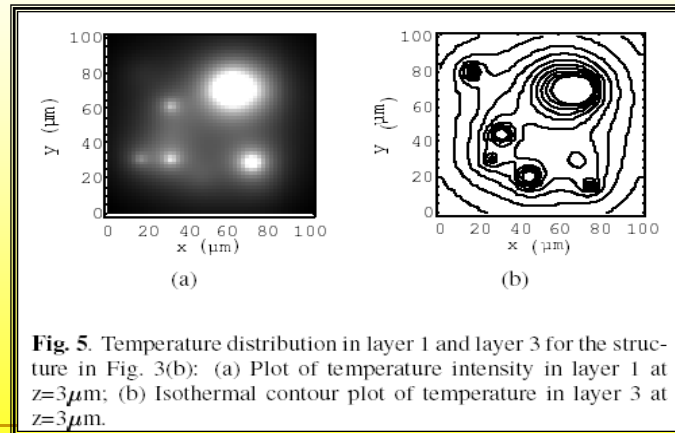 100
80
60
40
20
0
y (μm)
0 20 40 60 80 100
x (μm)
(a)
100
80
60
40
20
0
y (μm)
0 20 40 60 80 100
x (μm)
(b)
Fig. 5. Temperature distribution in layer 1 and layer 3 for the struc-
ture in Fig. 3(b): (a) Plot of temperature intensity in layer 1 at
z=3μm; (b) Isothermal contour plot of temperature in layer 3 at
z=3μm.